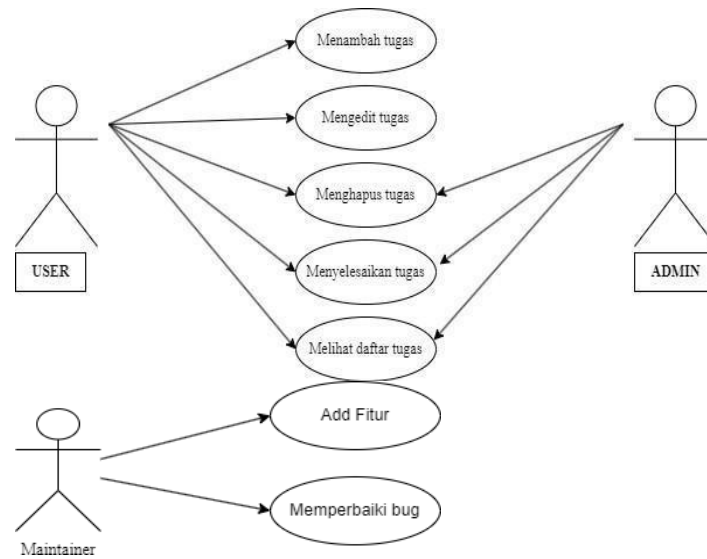 Menambah tugas
Mengedit tugas
Menghapus tugas
Menyelesaikan tugas
USER
ADMIN
Melihat daftar tugas
Add Fitur
Memperbaiki bug
Maintainer